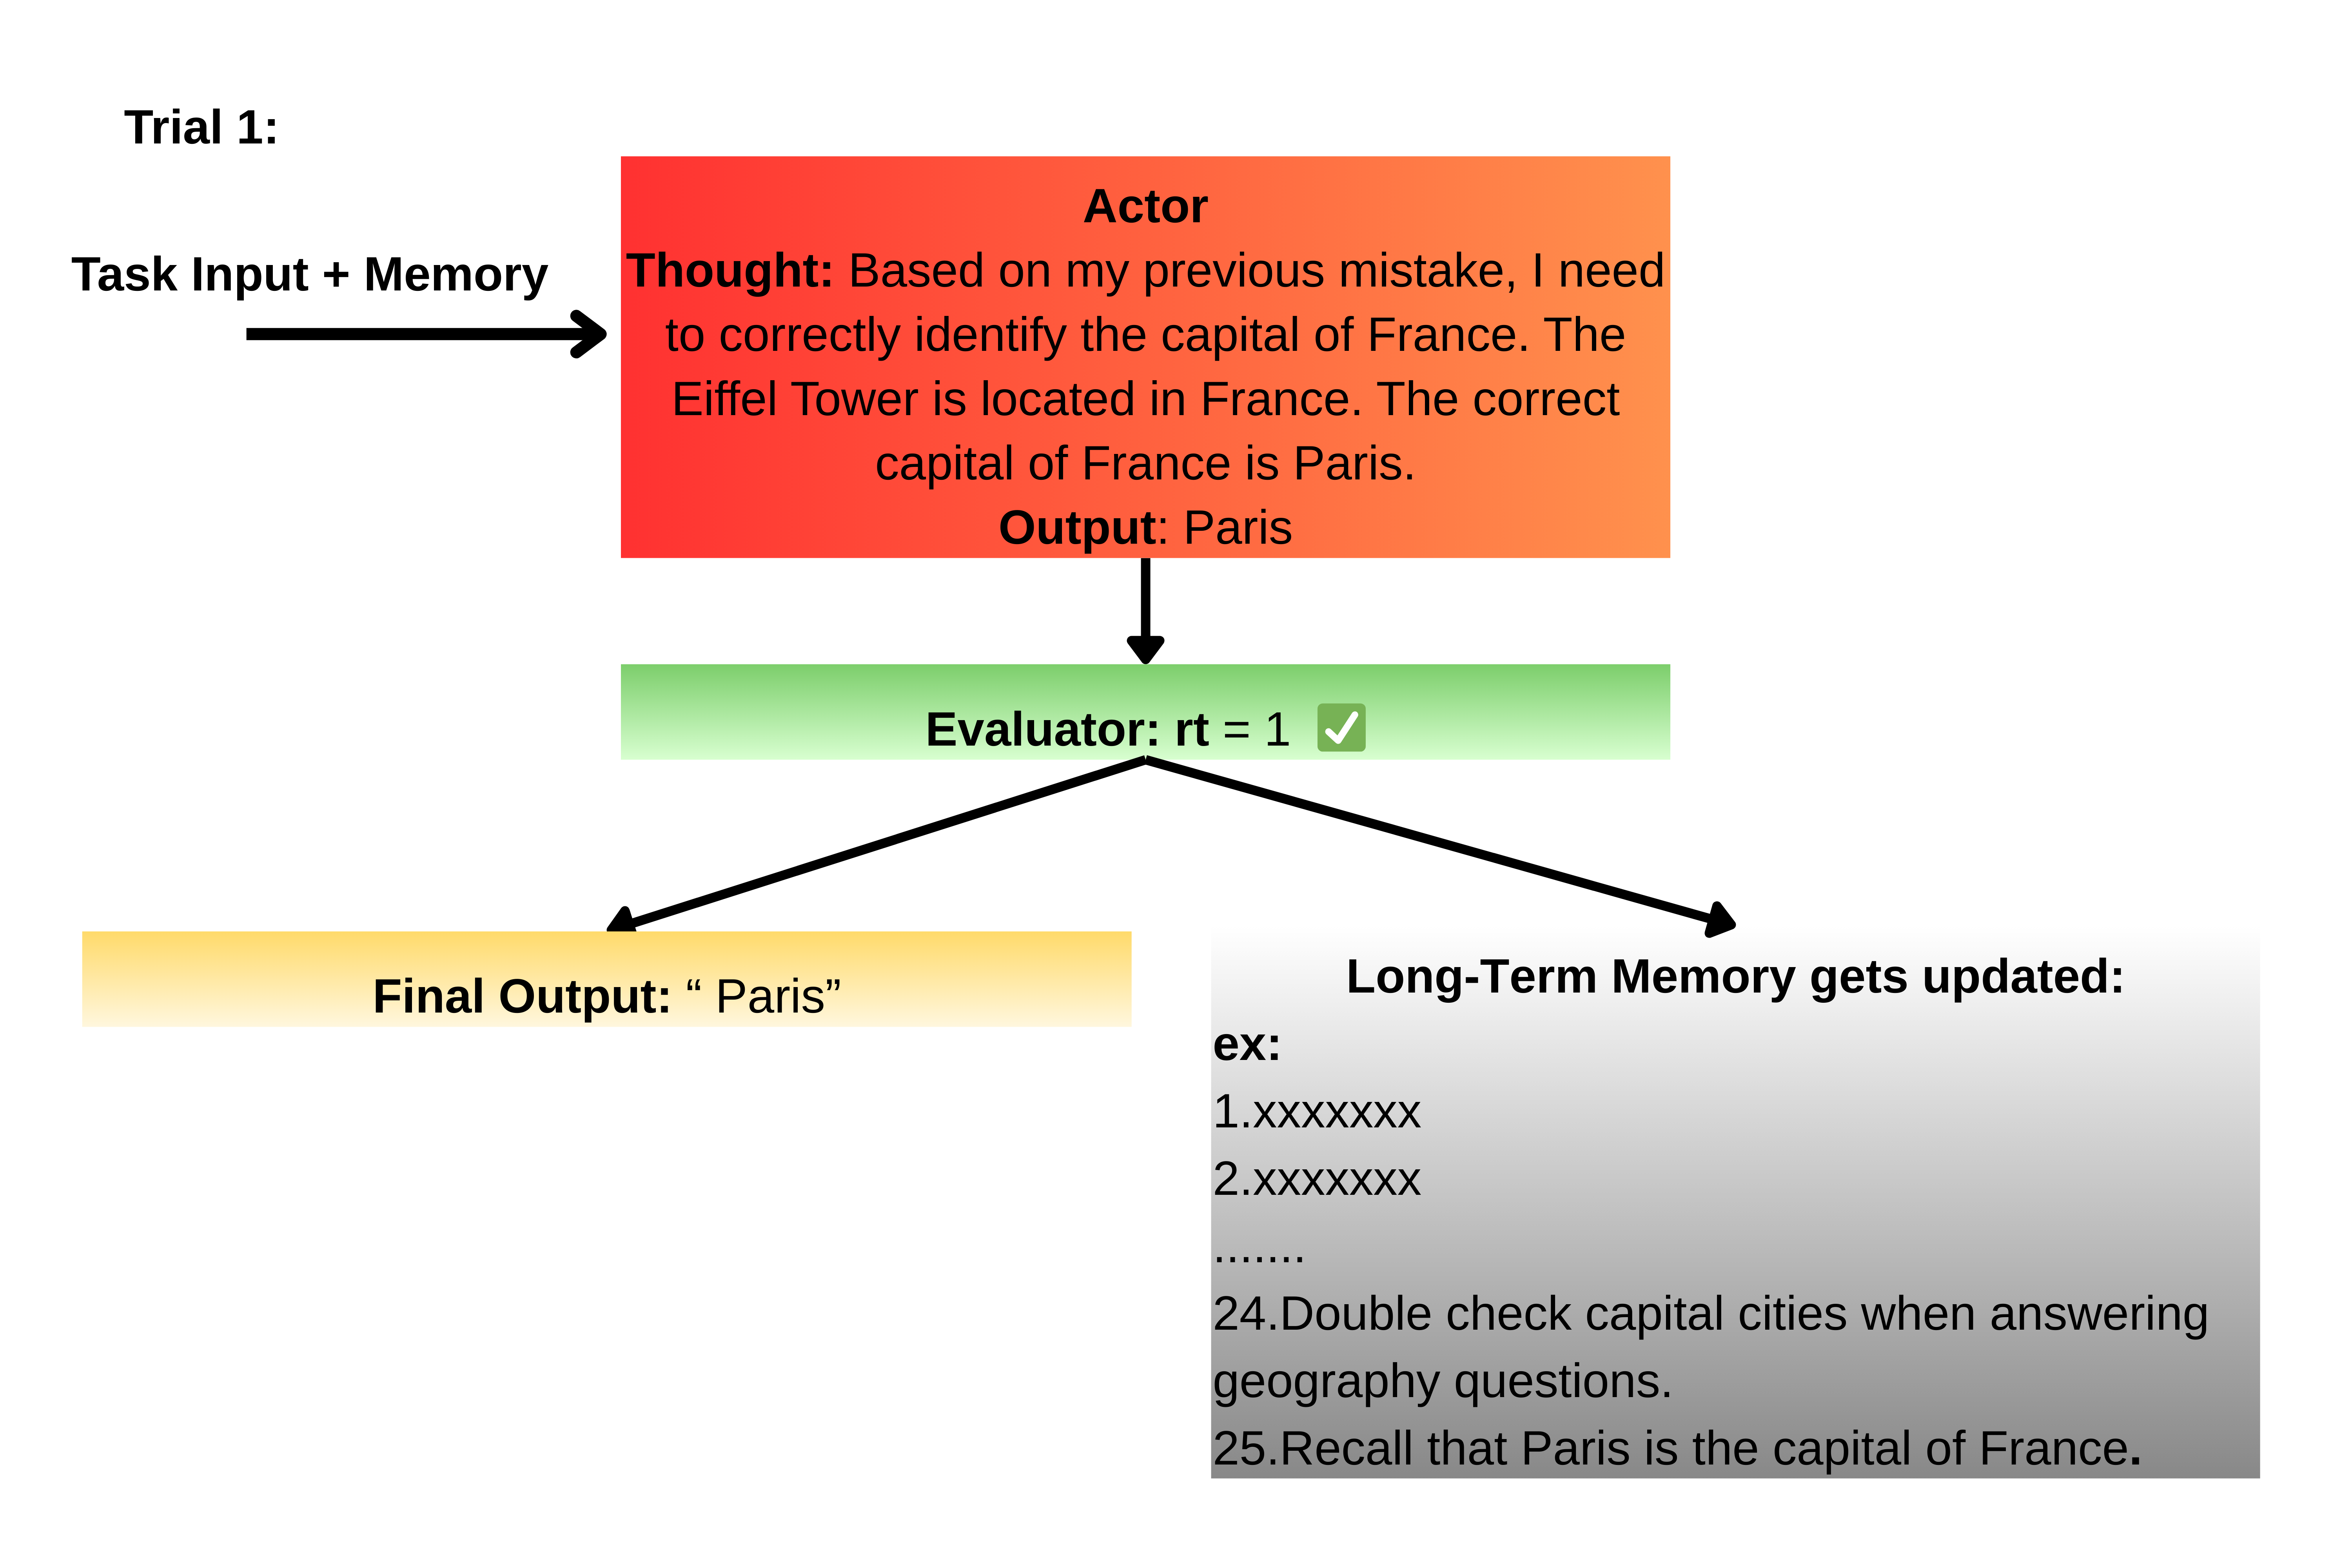 Trial 1:
Task Input + Memory
Actor
Thought: Based on my previous mistake, I need
to correctly identify the capital of France. The
Eiffel Tower is located in France. The correct
capital of France is Paris.
Output: Paris
Evaluator: rt = 1 ✅
Final Output: “ Paris”
Long-Term Memory gets updated:
ex:
1.xxxxxxx
2.xxxxxxx
.......
24.Double check capital cities when answering
geography questions.
25.Recall that Paris is the capital of France.